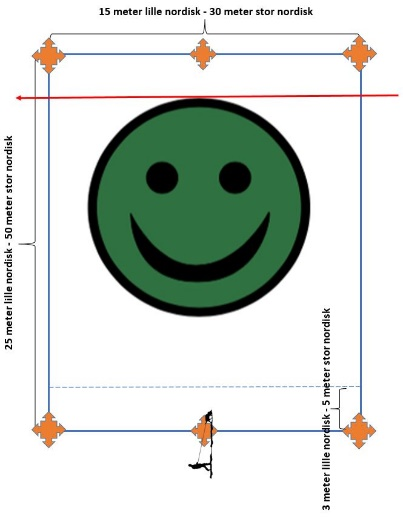 15 meter lille nordisk - 30 meter stor nordisk
25 meter lille nordisk - 50 meter stor nordisk
3 meter lille nordisk - 5 meter stor nordisk